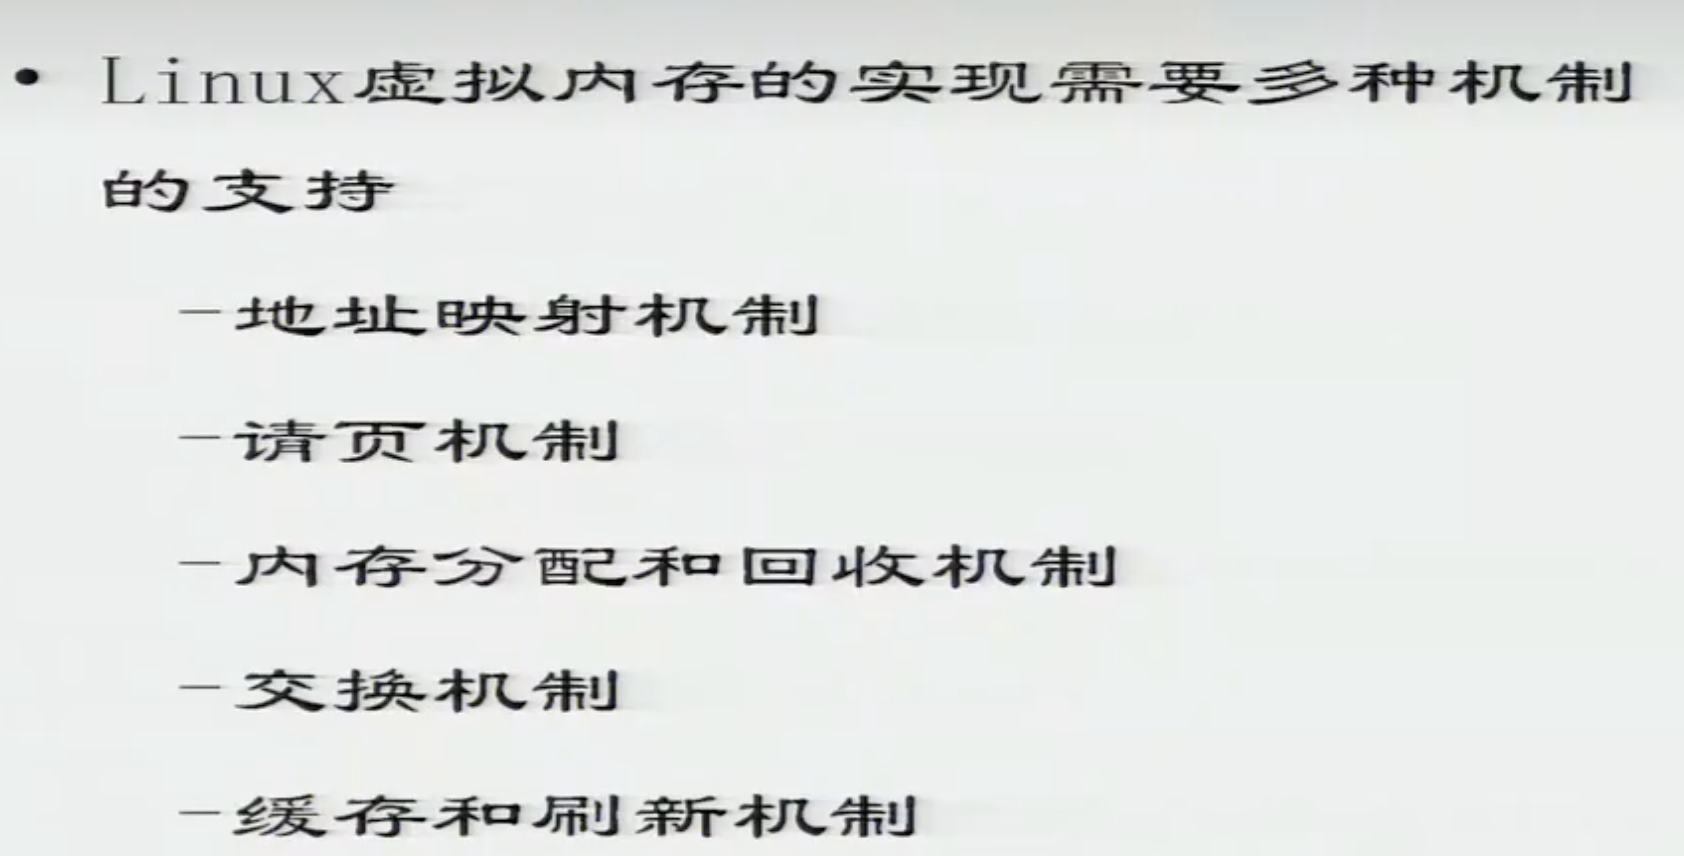 • Linux虚拟内存的实现需要多种机制
的支持
－地址映射机制
－请页机制
－内存分配和回收机制
－交换机制
－缓存和刷新机制